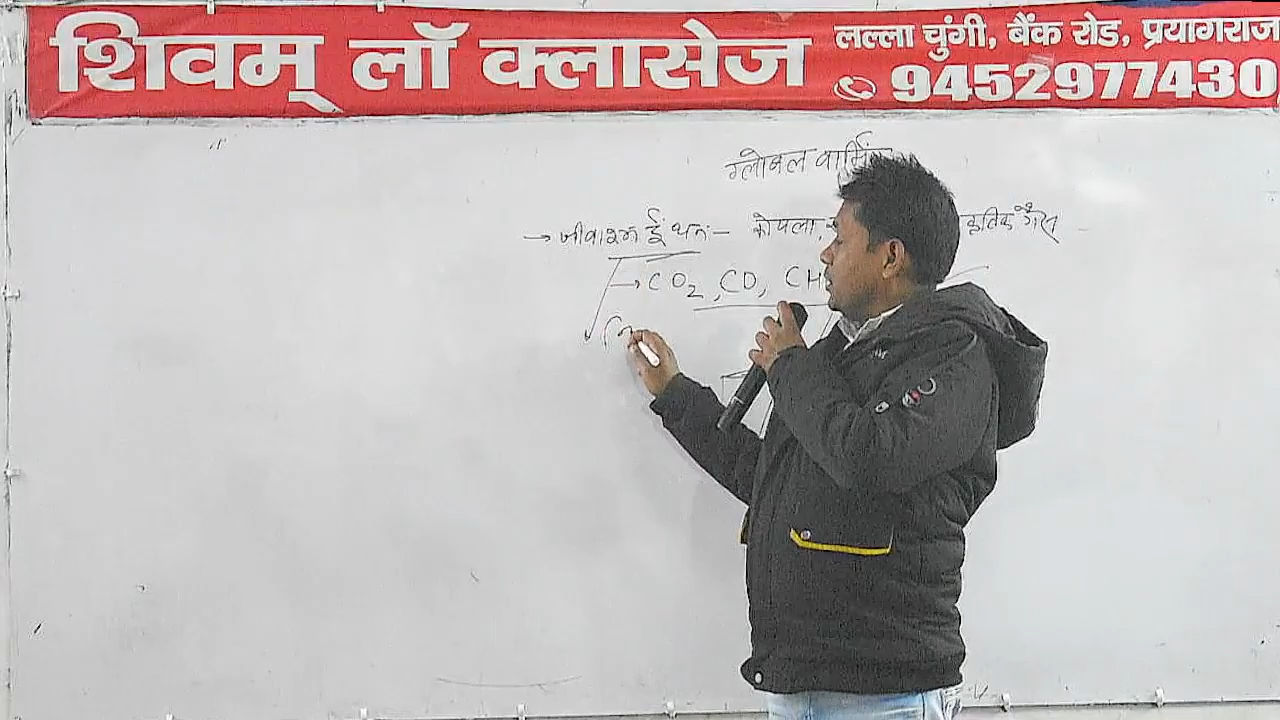 शिवम् लॉ क्लासेज
लल्ला चुंगी, बैंक रोड, प्रयागराज
9452977430
ग्लोबल वार्मिंग
→ जीवाश्म ईंधनः- कोयला,
गैस
→ CO2, CO, CH